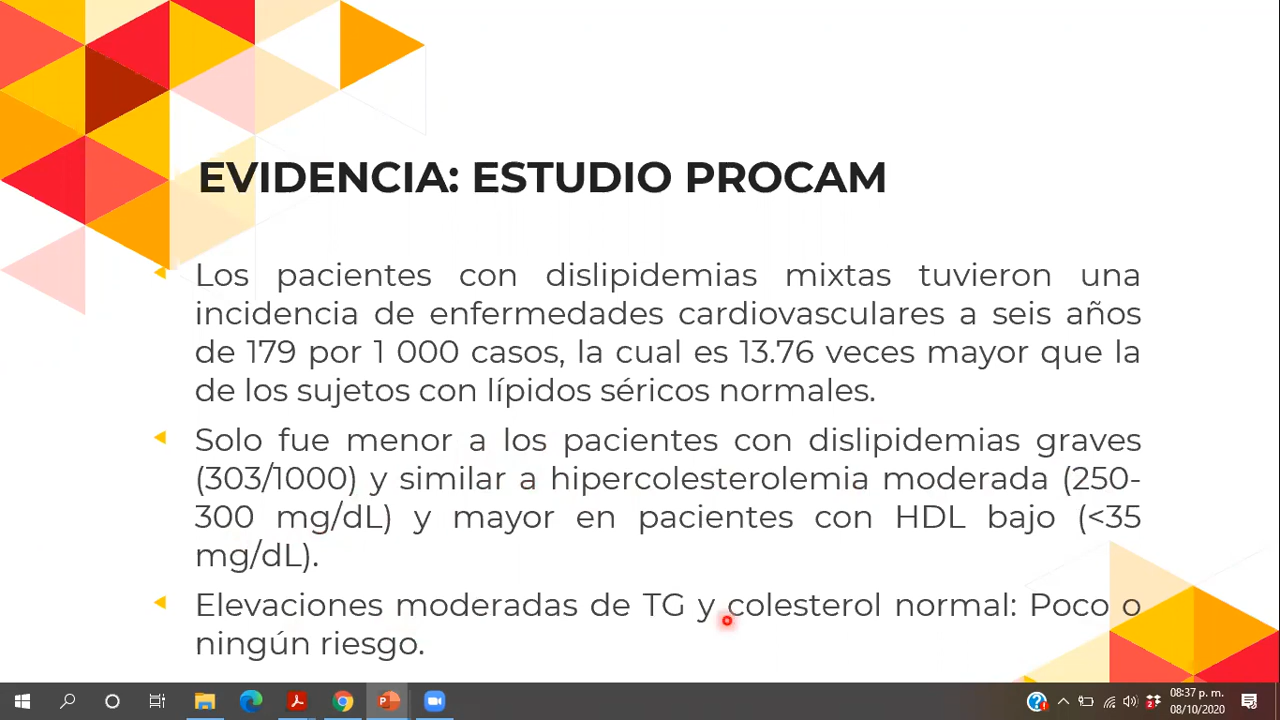 EVIDENCIA: ESTUDIO PROCAM
Los pacientes con dislipidemias mixtas tuvieron una
incidencia de enfermedades cardiovasculares a seis años
de 179 por 1 000 casos, la cual es 13.76 veces mayor que la
de los sujetos con lípidos séricos normales.
Solo fue menor a los pacientes con dislipidemias graves
(303/1000) y similar a hipercolesterolemia moderada (250-
300 mg/dL) y mayor en pacientes con HDL bajo (<35
mg/dL).
Elevaciones moderadas de TG y colesterol normal: Poco o
ningún riesgo.
08:37 p. m.
08/10/2020